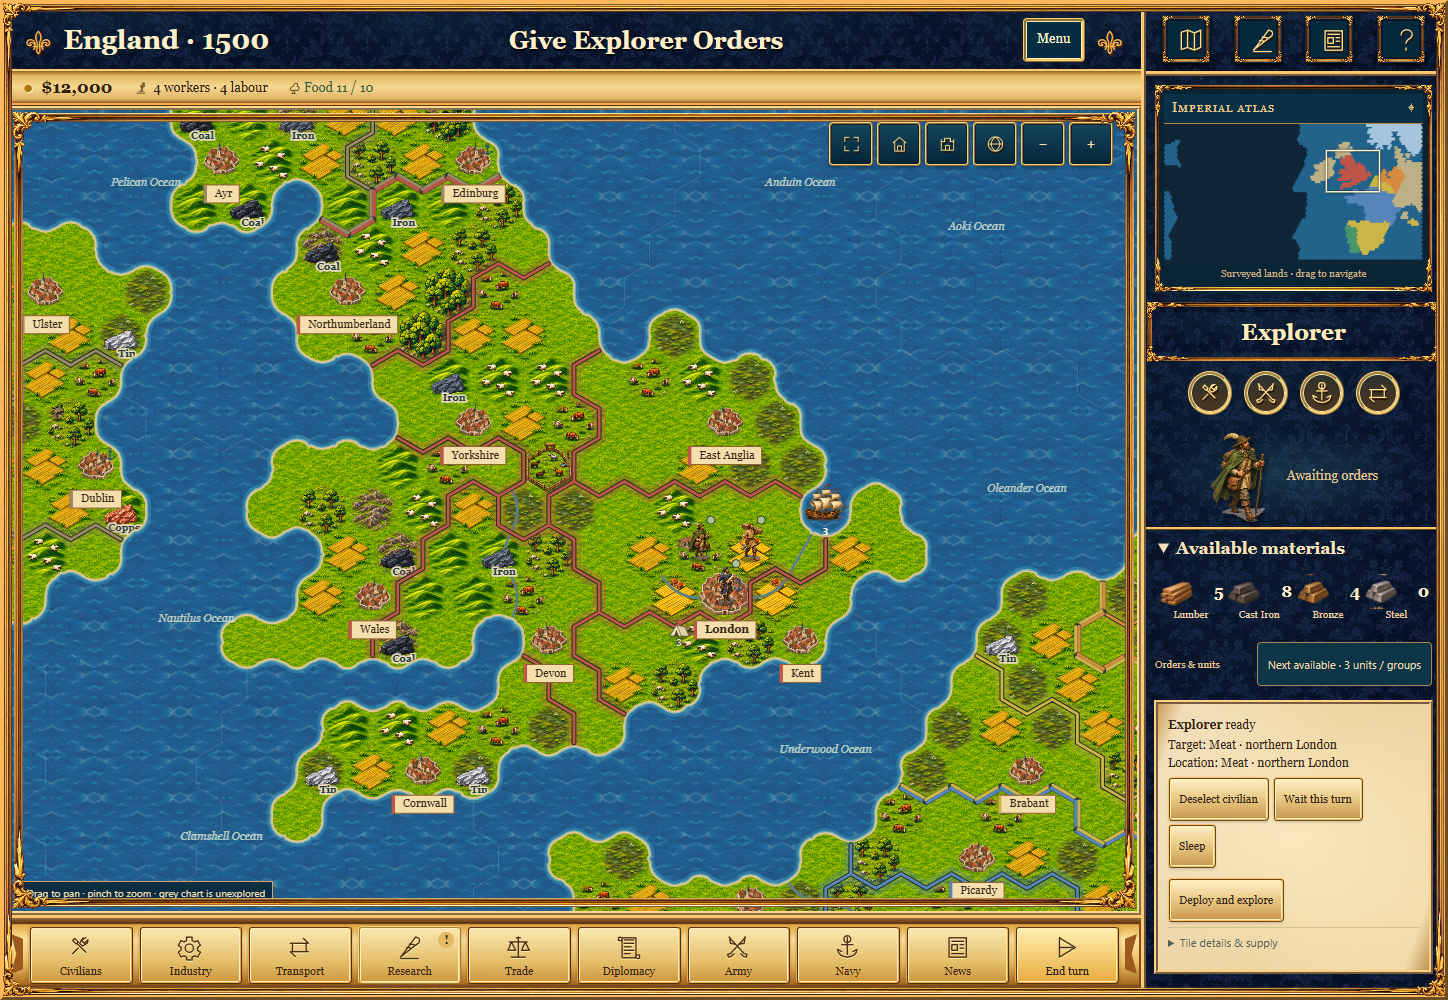 England · 1500
Give Explorer Orders
Menu
$12,000
4 workers · 4 labour
Food 11 / 10
Imperial atlas
Surveyed lands · drag to navigate
Explorer
Awaiting orders
▼ Available materials
5
8
4
0
Lumber
Cast Iron
Bronze
Steel
Orders & units
Next available · 3 units / groups
Explorer ready
Target: Meat · northern London
Location: Meat · northern London
Deselect civilian
Wait this turn
Sleep
Deploy and explore
Tile details & supply
Coal
Iron
Pelican Ocean
Anduin Ocean
Ayr
Edinburg
Coal
Iron
Aoki Ocean
Coal
Ulster
Northumberland
Tin
Iron
Yorkshire
East Anglia
Oleander Ocean
Dublin
3
Coal
Iron
Nautilus Ocean
Wales
London
3
Coal
Tin
Devon
Kent
Underwood Ocean
Tin
Tin
Cornwall
Brabant
Clamshell Ocean
Picardy
Drag to pan · pinch to zoom · grey chart is unexplored
Civilians
Industry
Transport
Research
!
Trade
Diplomacy
Army
Navy
News
End turn